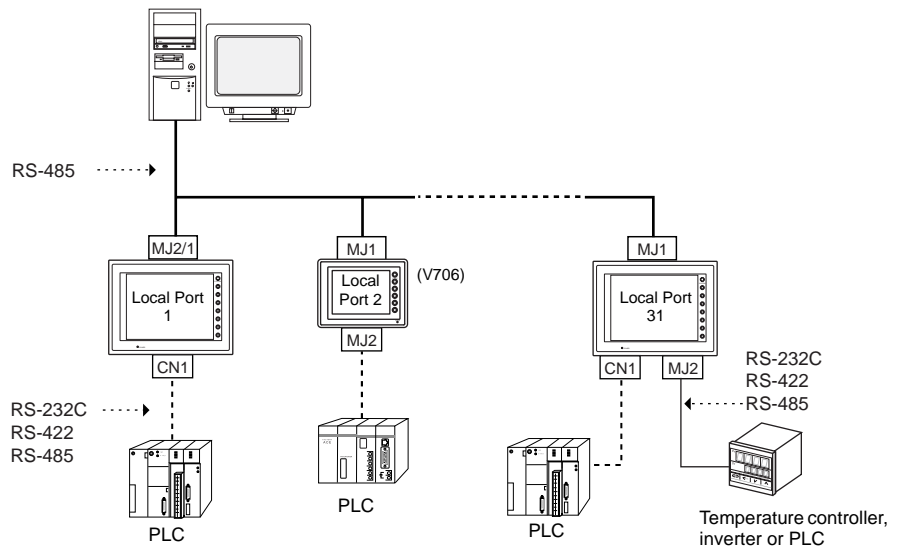 RS-485
MJ2/1
MJ1
MJ1
Local Port
1
Local
Port 2
(V706)
Local Port
31
CN1
MJ2
CN1
MJ2
RS-232C
RS-422
RS-485
RS-232C
RS-422
RS-485
PLC
PLC
PLC
Temperature controller,
inverter or PLC